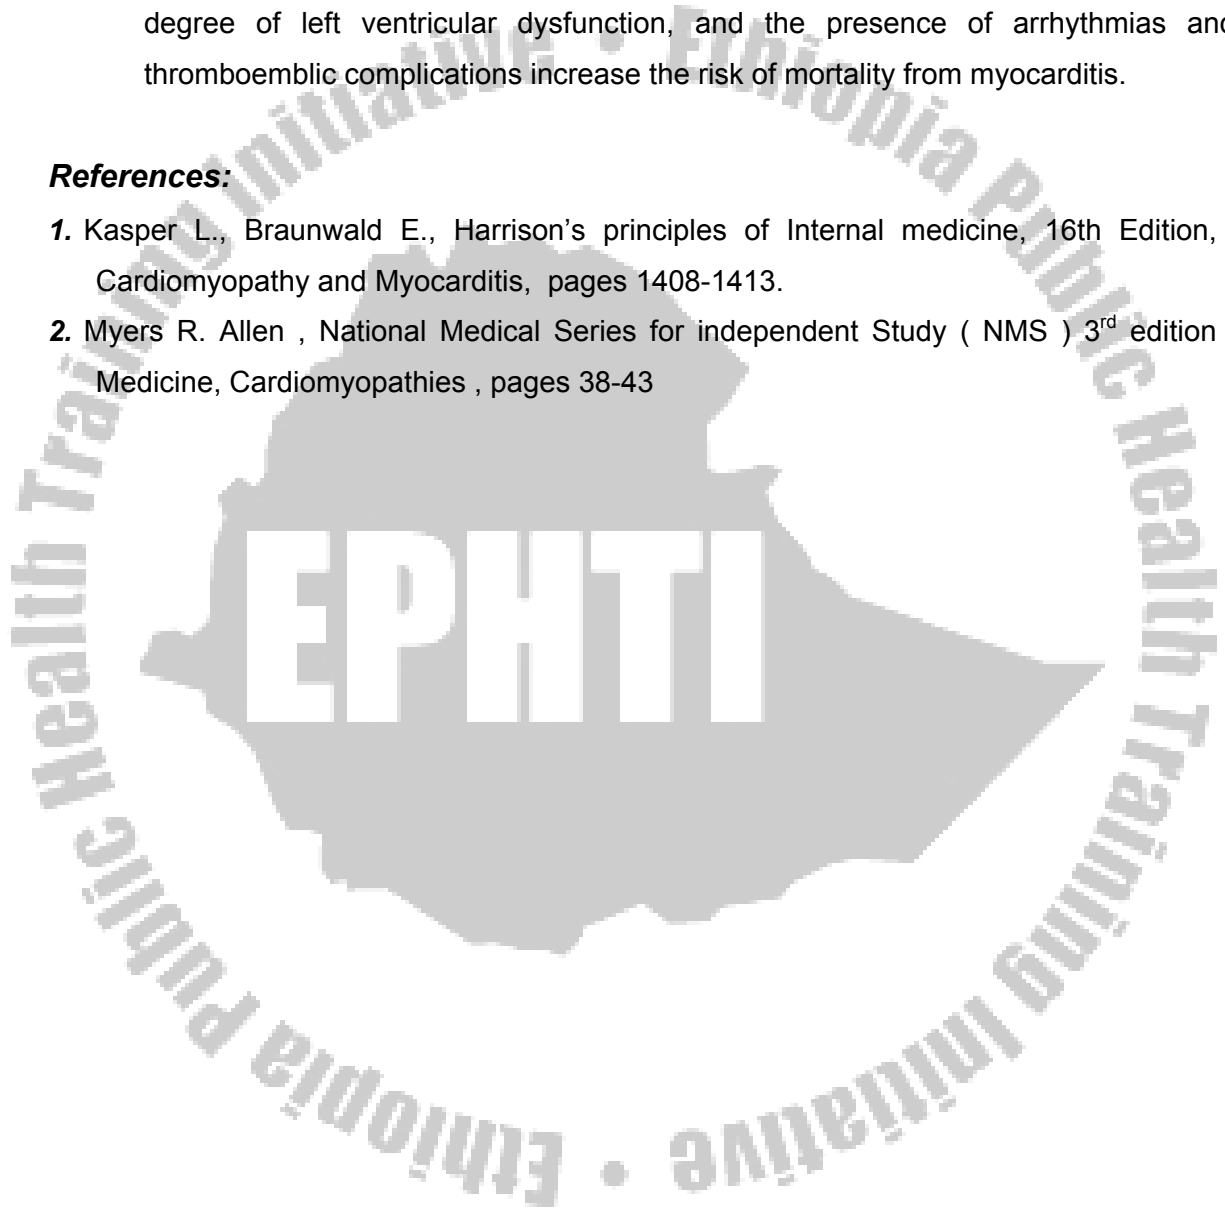 degree of left ventricular dysfunction, and the presence of arrhythmias and
thromboemblic complications increase the risk of mortality from myocarditis.
References:
1. Kasper L., Braunwald E., Harrison's principles of Internal medicine, 16th Edition,
Cardiomyopathy and Myocarditis, pages 1408-1413.
2. Myers R. Allen , National Medical Series for independent Study ( NMS ) 3rd edition
Medicine, Cardiomyopathies , pages 38-43
EPHTI
Ethiopia Public Health Training Initiative • Ethiopia Public Health Training Initiative •